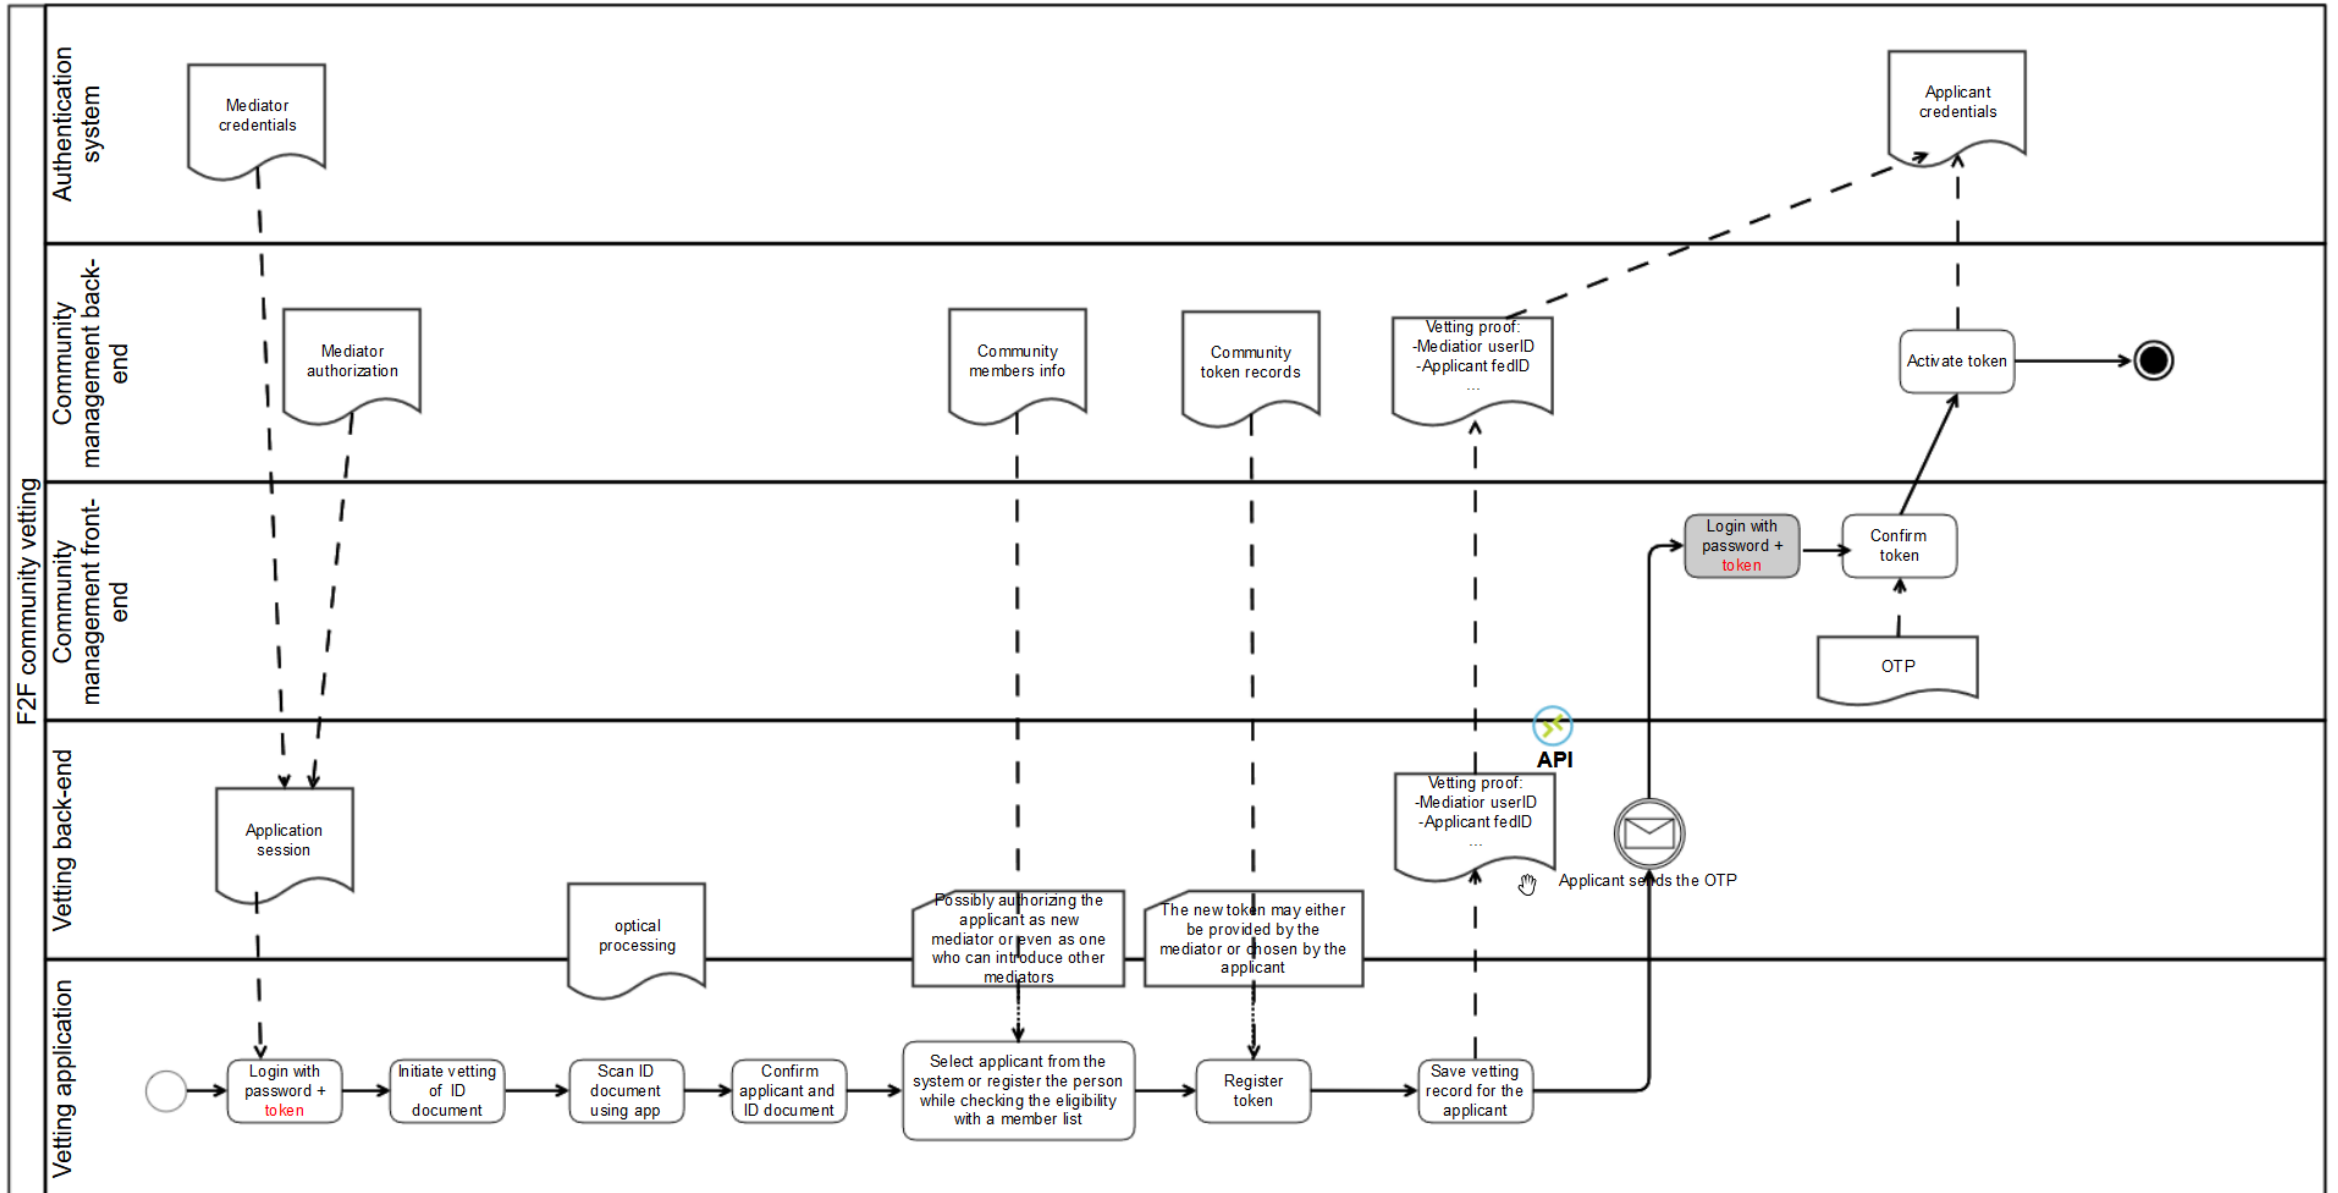 F2F community vetting
Authentication
system
Mediator
credentials
Applicant
credentials
Community
management back-
end
Mediator
authorization
Community
members info
Community
token records
Vetting proof:
-Mediatior userID
-Applicant fedID
...
Activate token
Community
management front-
end
Login with
password +
token
Confirm
token
OTP
Vetting back-end
Application
session
optical
processing
Possibly authorizing the
applicant as new
mediator or even as one
who can introduce other
mediators
The new token may either
be provided by the
mediator or chosen by the
applicant
API
Vetting proof:
-Mediatior userID
-Applicant fedID
...
Applicant sends the OTP
Vetting application
Login with
password +
token
Initiate vetting
of ID
document
Scan ID
document
using app
Confirm
applicant and
ID document
Select applicant from the
system or register the person
while checking the eligibility
with a member list
Register
token
Save vetting
record for the
applicant